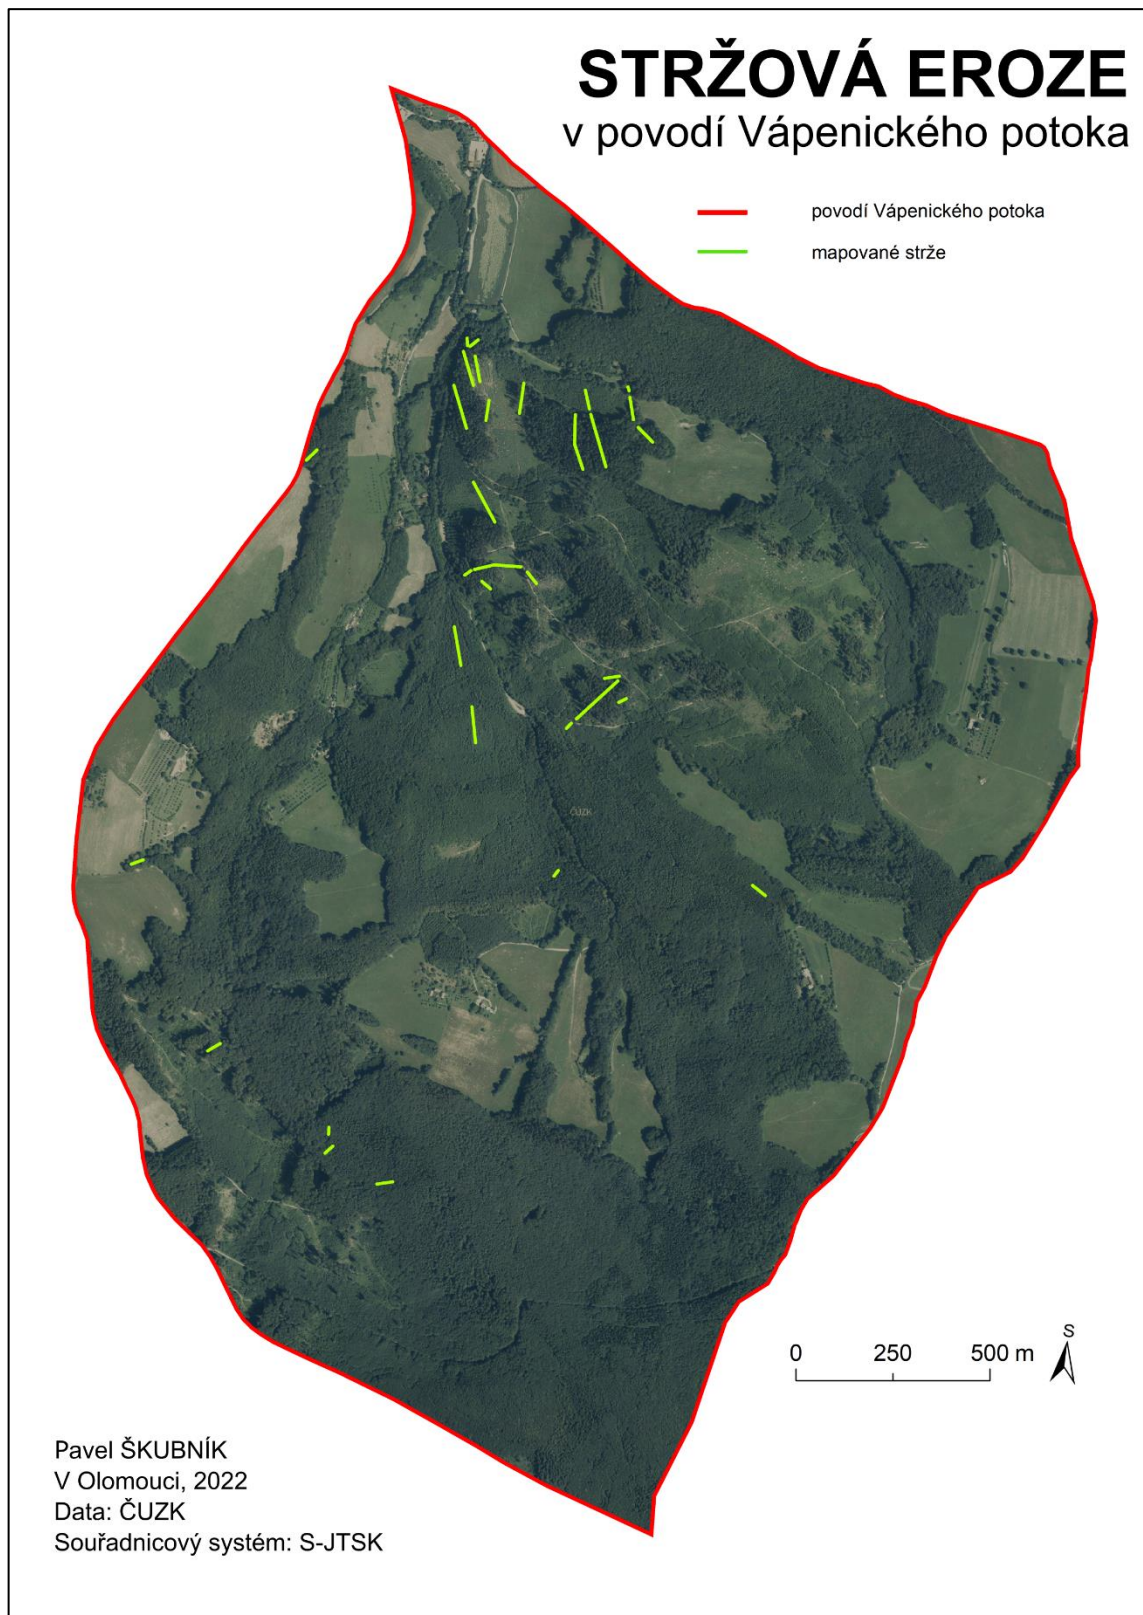 STRŽOVÁ EROZE
v povodí Vápenického potoka
povodí Vápenického potoka
mapované strže
ČÚZK
S
0 250 500 m
Pavel ŠKUBNÍK
V Olomouci, 2022
Data: ČUZK
Souřadnicový systém: S-JTSK